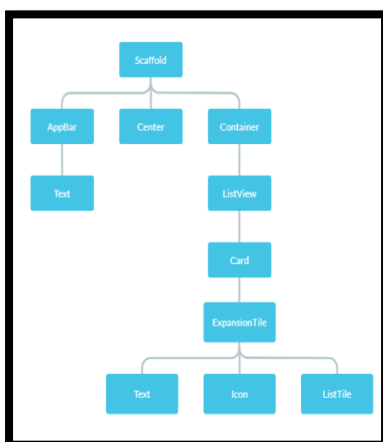 Scaffold
AppBar
Center
Container
Text
ListView
Card
ExpansionTile
Text
Icon
ListTile